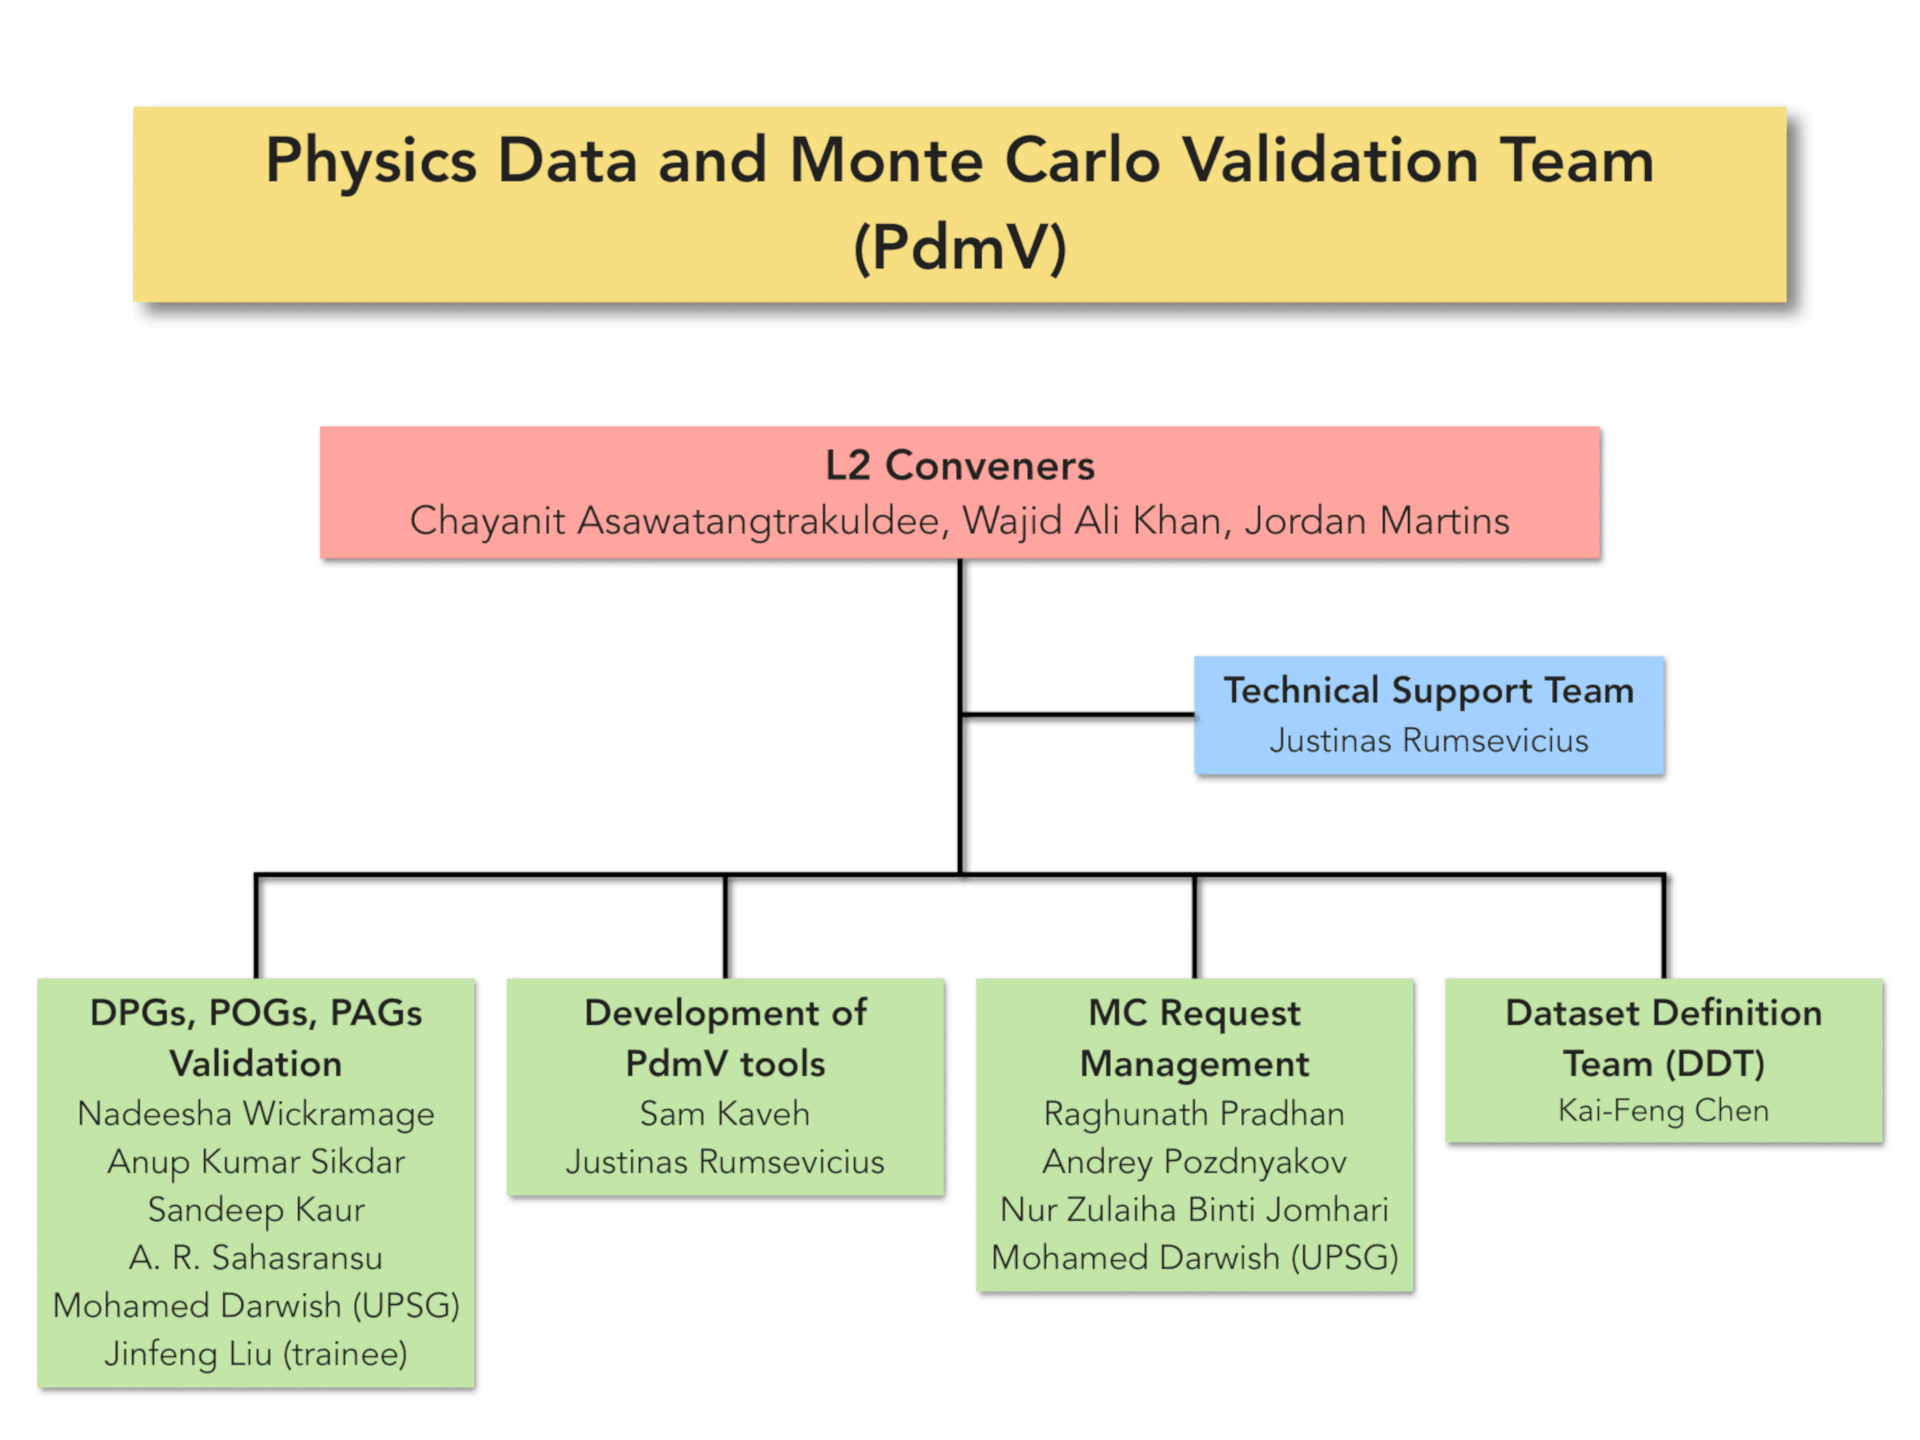 Physics Data and Monte Carlo Validation Team
(PdmV)
L2 Conveners
Chayanit Asawatangtrakuldee, Wajid Ali Khan, Jordan Martins
Technical Support Team
Justinas Rumsevicius
DPGs, POGs, PAGs
Validation
Nadeesha Wickramage
Anup Kumar Sikdar
Sandeep Kaur
A. R. Sahasransu
Mohamed Darwish (UPSG)
Jinfeng Liu (trainee)
Development of
PdmV tools
Sam Kaveh
Justinas Rumsevicius
MC Request
Management
Raghunath Pradhan
Andrey Pozdnyakov
Nur Zulaiha Binti Jomhari
Mohamed Darwish (UPSG)
Dataset Definition
Team (DDT)
Kai-Feng Chen